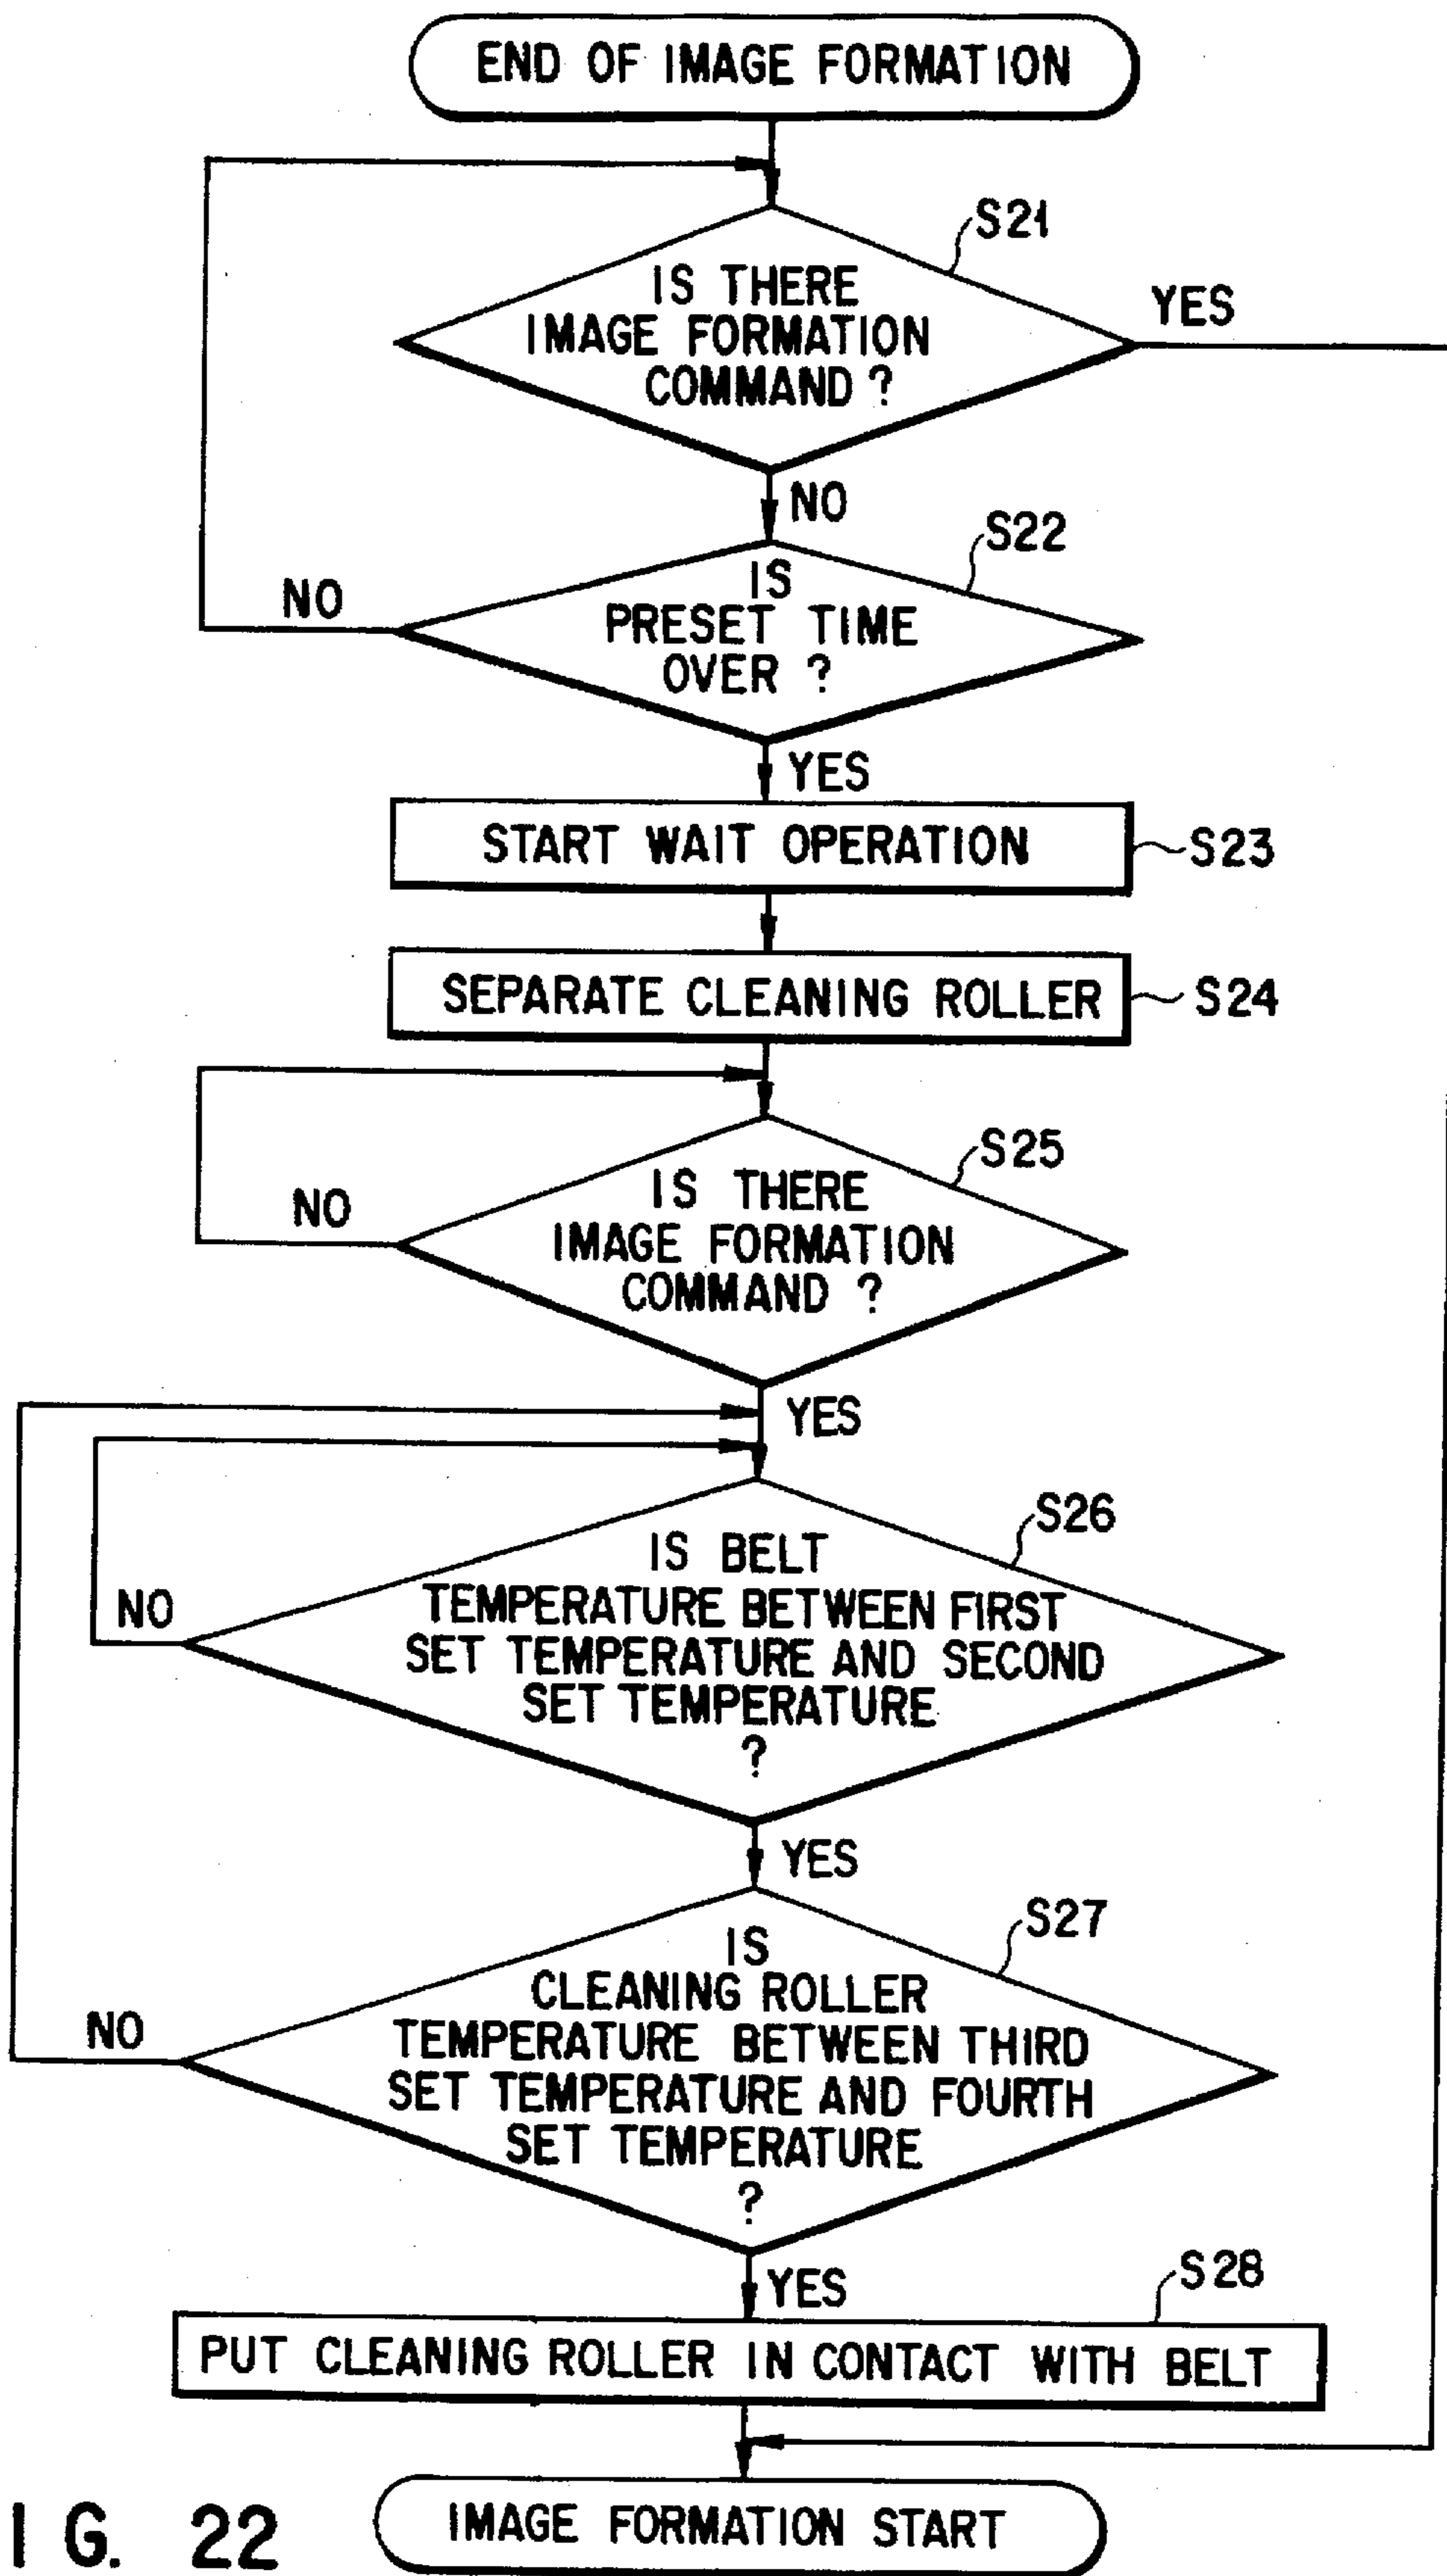 END OF IMAGE FORMATION
S21
IS THERE
IMAGE FORMATION
COMMAND ?
YES
NO
S22
IS
PRESET TIME
OVER ?
NO
YES
START WAIT OPERATION
S23
SEPARATE CLEANING ROLLER
S24
S25
IS THERE
IMAGE FORMATION
COMMAND ?
NO
YES
S26
IS BELT
TEMPERATURE BETWEEN FIRST
SET TEMPERATURE AND SECOND
SET TEMPERATURE
?
NO
YES
S27
IS
CLEANING ROLLER
TEMPERATURE BETWEEN THIRD
SET TEMPERATURE AND FOURTH
SET TEMPERATURE
?
NO
YES
S28
PUT CLEANING ROLLER IN CONTACT WITH BELT
IMAGE FORMATION START
IG. 22